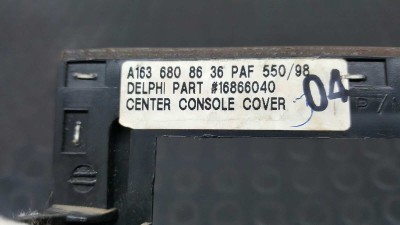 A163 680 86 36 PAF 550/98
DELPHI PART #16866040
CENTER CONSOLE COVER
04